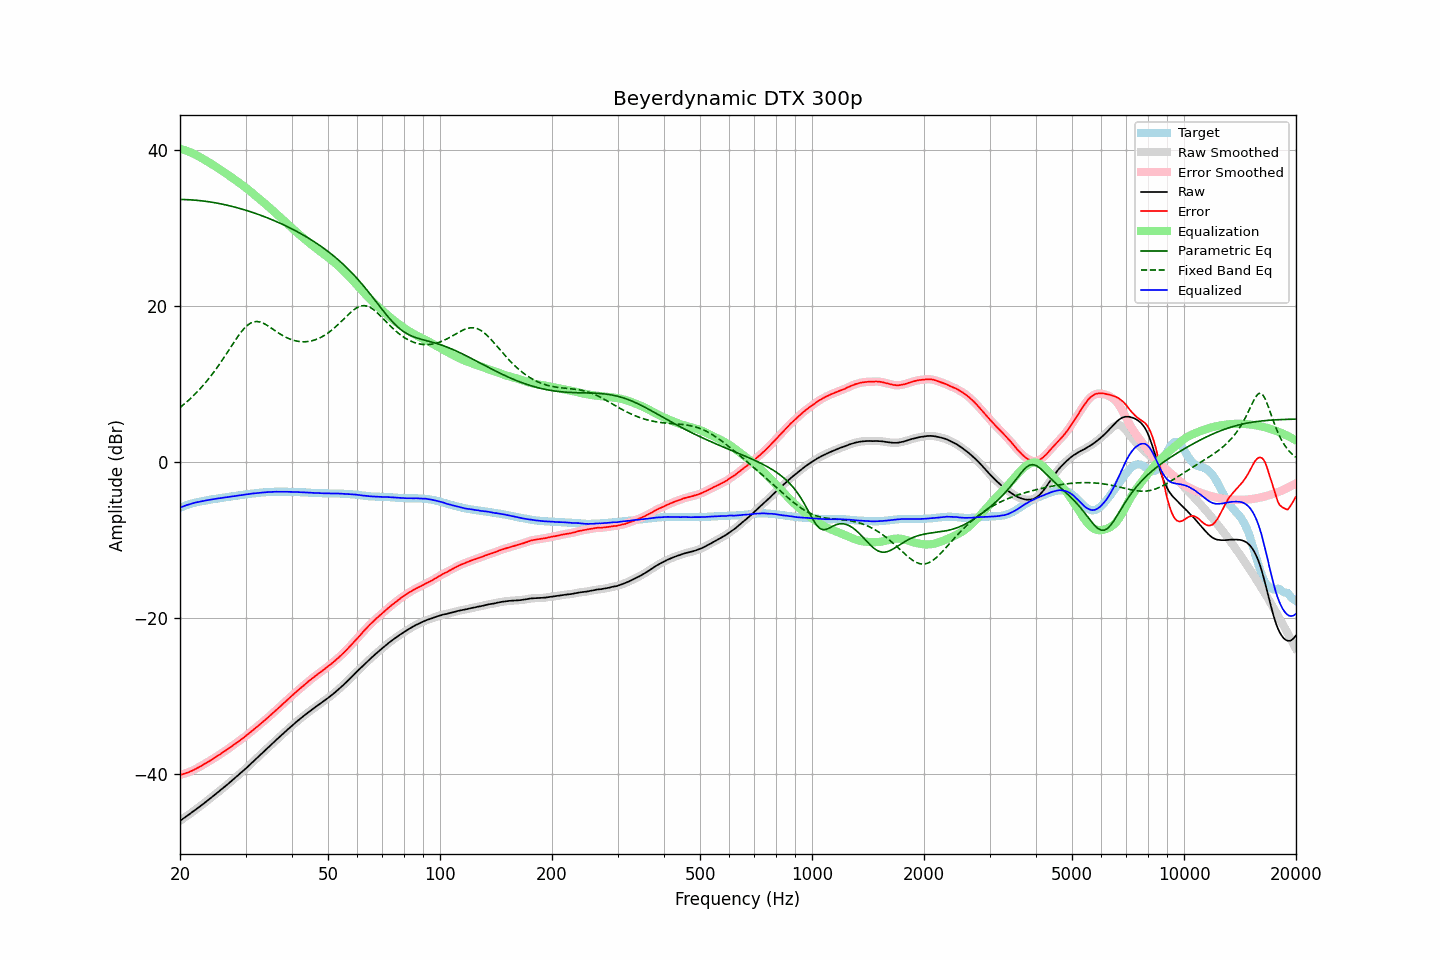 Beyerdynamic DTX 300p
Target
Raw Smoothed
Error Smoothed
Raw
Error
Equalization
Parametric Eq
Fixed Band Eq
Equalized
Amplitude (dBr)
40
20
0
−20
−40
20
50
100
200
500
1000
2000
5000
10000
20000
Frequency (Hz)